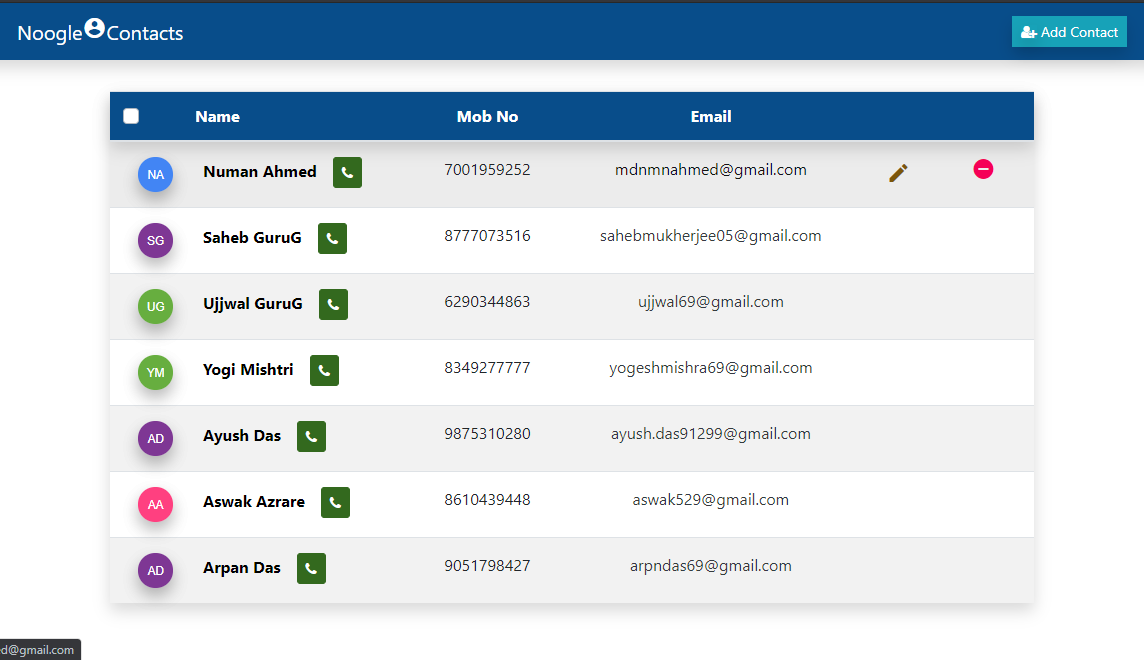 Noogle Contacts
Add Contact
Name Mob No Email
NA Numan Ahmed 7001959252 mdnmnahmed@gmail.com
SG Saheb GuruG 8777073516 sahebmukherjee05@gmail.com
UG Ujjwal GuruG 6290344863 ujjwal69@gmail.com
YM Yogi Mishtri 8349277777 yogeshmishra69@gmail.com
AD Ayush Das 9875310280 ayush.das91299@gmail.com
AA Aswak Azrare 8610439448 aswak529@gmail.com
AD Arpan Das 9051798427 arpndas69@gmail.com
d@gmail.com